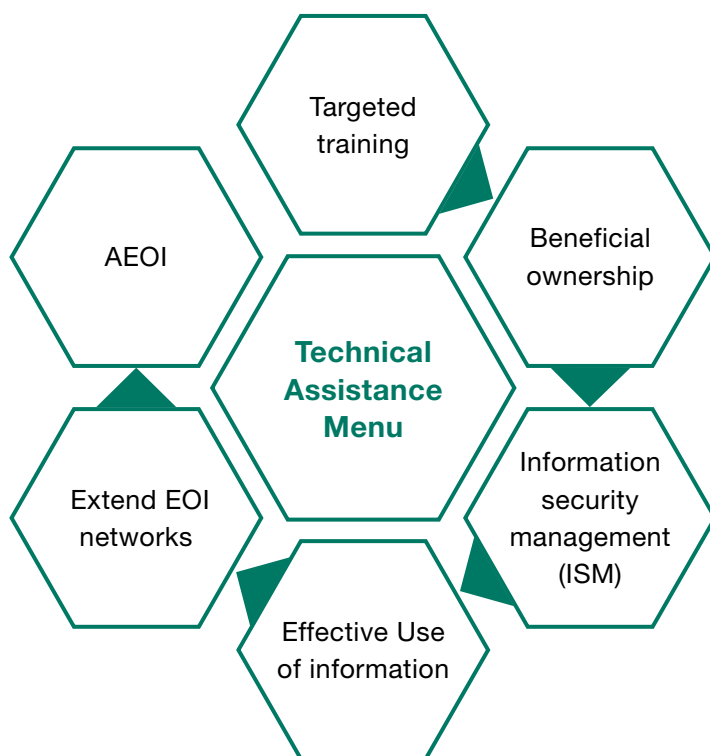 Targeted
training
Beneficial
ownership
Information
security
management
(ISM)
Effective Use
of information
Extend EOI
networks
AEOI
Technical
Assistance
Menu